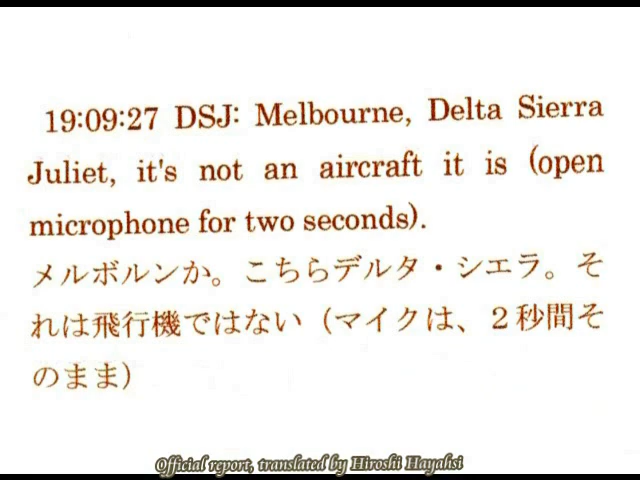 19:09:27 DSJ: Melbourne, Delta Sierra
Juliet, it's not an aircraft it is (open
microphone for two seconds).
メルボルンか。こちらデルタ・シエラ。そ
れは飛行機ではない（マイクは、２秒間そ
のまま）
Official report, translated by Hiroshi Hayahsi